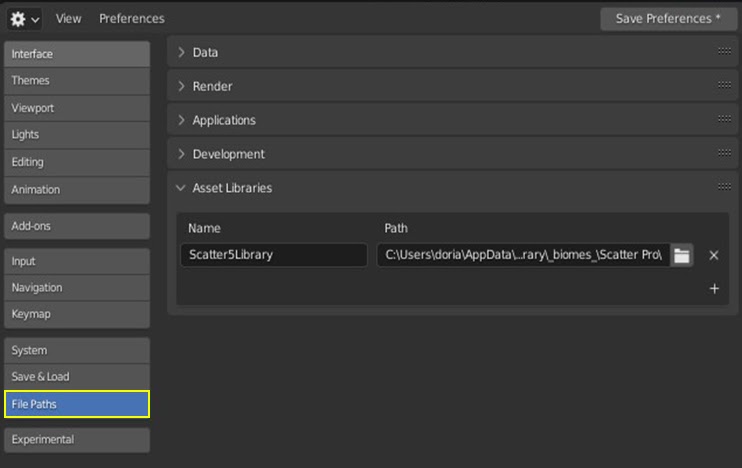 View Preferences Save Preferences *
Interface
Themes
Viewport
Lights
Editing
Animation
Add-ons
Input
Navigation
Keymap
System
Save & Load
File Paths
Experimental
Data
Render
Applications
Development
Asset Libraries
Name Path
Scatter5Library C:\Users\doria\AppData\...rary\_biomes_\Scatter Pro\